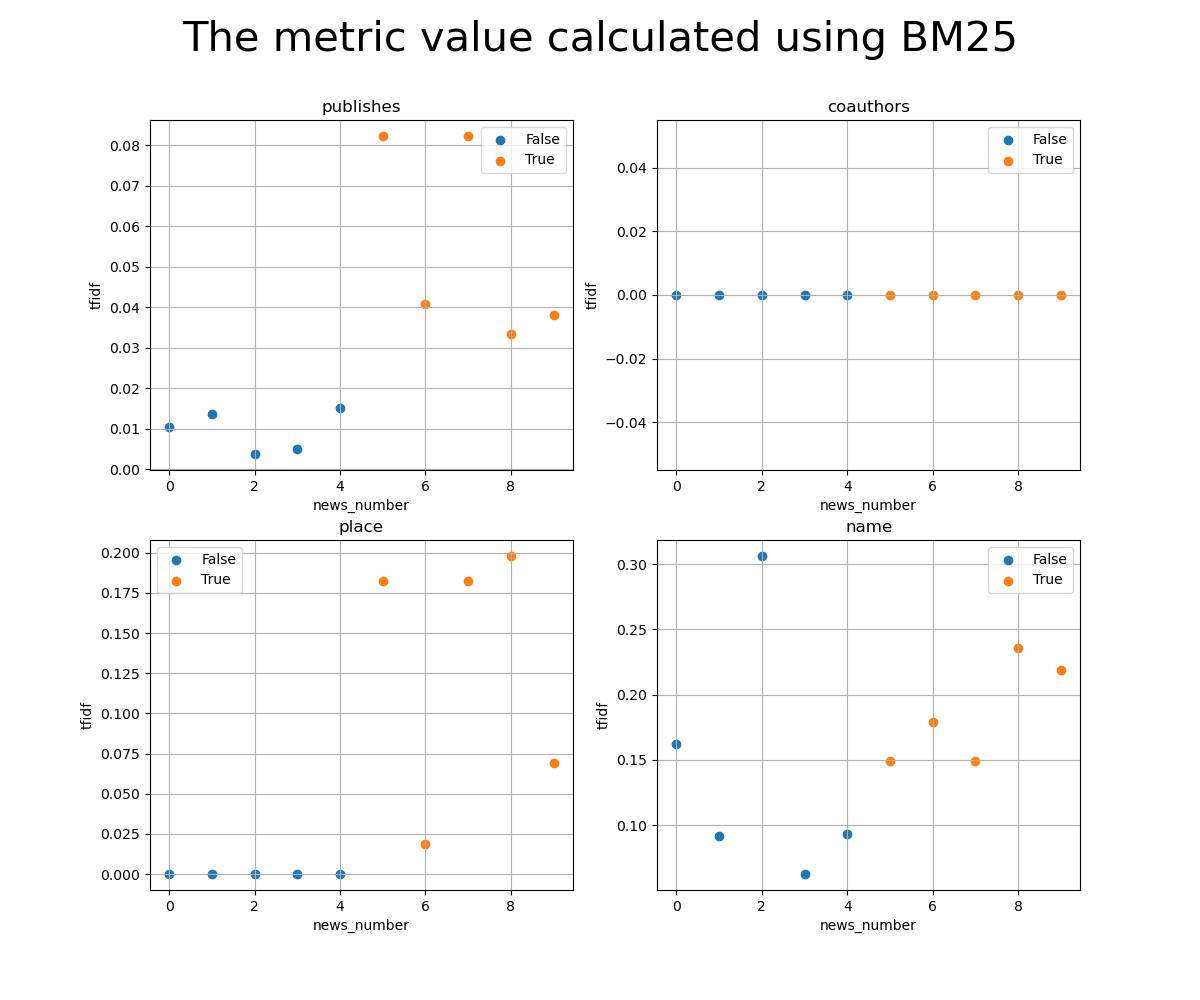 The metric value calculated using BM25
publishes
False
True
0.08
0.07
0.06
0.05
0.04
0.03
0.02
0.01
0.00
tfidf
0 2 4 6 8
news_number
coauthors
False
True
0.04
0.02
0.00
−0.02
−0.04
tfidf
0 2 4 6 8
news_number
place
False
True
0.200
0.175
0.150
0.125
0.100
0.075
0.050
0.025
0.000
tfidf
0 2 4 6 8
news_number
name
False
True
0.30
0.25
0.20
0.15
0.10
tfidf
0 2 4 6 8
news_number